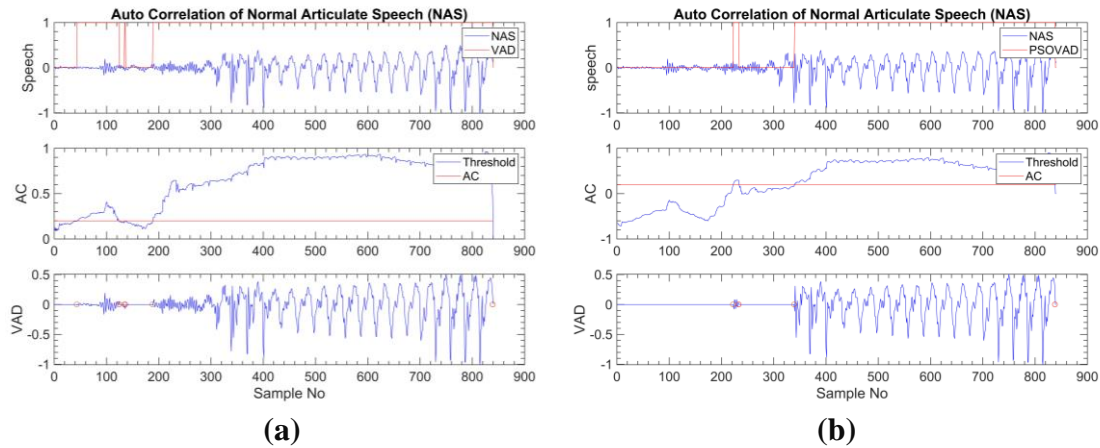 Auto Correlation of Normal Articulate Speech (NAS)
1
0
-1
Speech
NAS
VAD
0 100 200 300 400 500 600 700 800 900
1
0.5
0
AC
Threshold
AC
0 100 200 300 400 500 600 700 800 900
0.5
0
-0.5
-1
VAD
0 100 200 300 400 500 600 700 800 900
Sample No
(a)
Auto Correlation of Normal Articulate Speech (NAS)
1
0
-1
speech
NAS
PSOVAD
0 100 200 300 400 500 600 700 800 900
1
0
-1
AC
Threshold
AC
0 100 200 300 400 500 600 700 800 900
0.5
0
-0.5
-1
VAD
0 100 200 300 400 500 600 700 800 900
Sample No
(b)